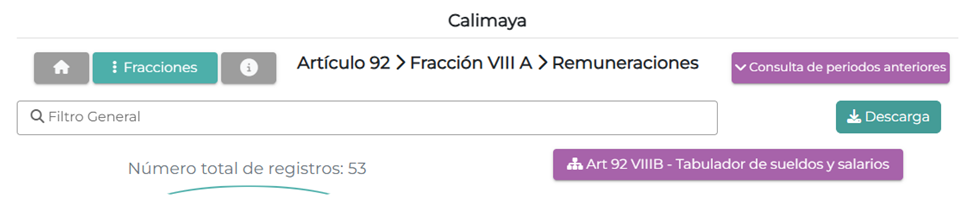 Calimaya
Fracciones
Artículo 92 > Fracción VIII A > Remuneraciones
Consulta de periodos anteriores
Filtro General
Descarga
Número total de registros: 53
Art 92 VIIIB - Tabulador de sueldos y salarios